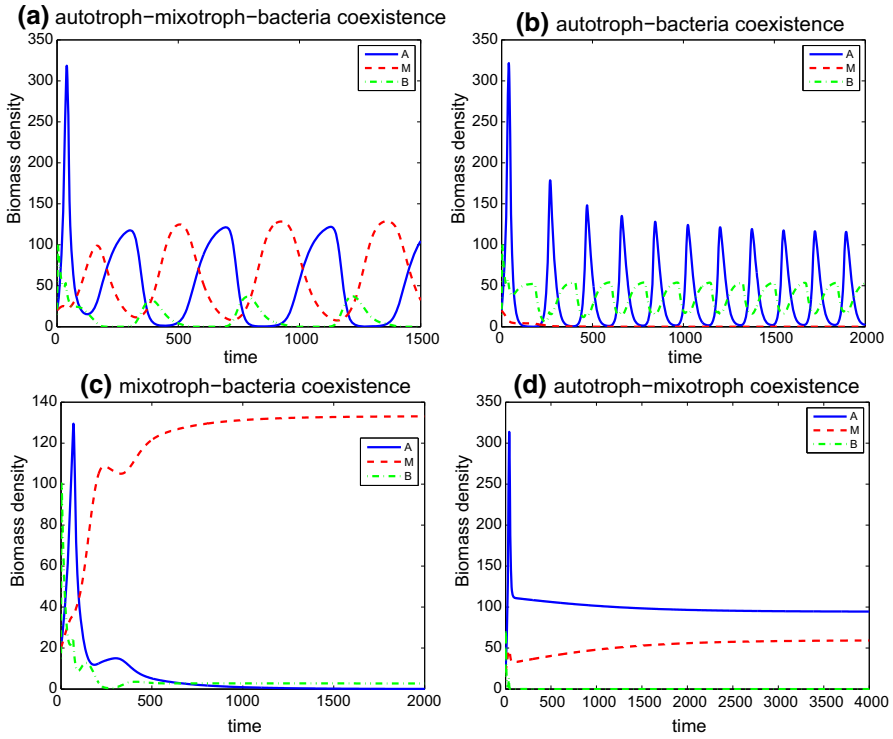 (a) autotroph−mixotroph−bacteria coexistence
350
300
250
200
150
100
50
0
Biomass density
0 500 1000 1500
time
A
M
B
(b) autotroph−bacteria coexistence
350
300
250
200
150
100
50
0
Biomass density
0 500 1000 1500 2000
time
A
M
B
(c) mixotroph−bacteria coexistence
140
120
100
80
60
40
20
0
Biomass density
0 500 1000 1500 2000
time
A
M
B
(d) autotroph−mixotroph coexistence
350
300
250
200
150
100
50
0
Biomass density
0 500 1000 1500 2000 2500 3000 3500 4000
time
A
M
B